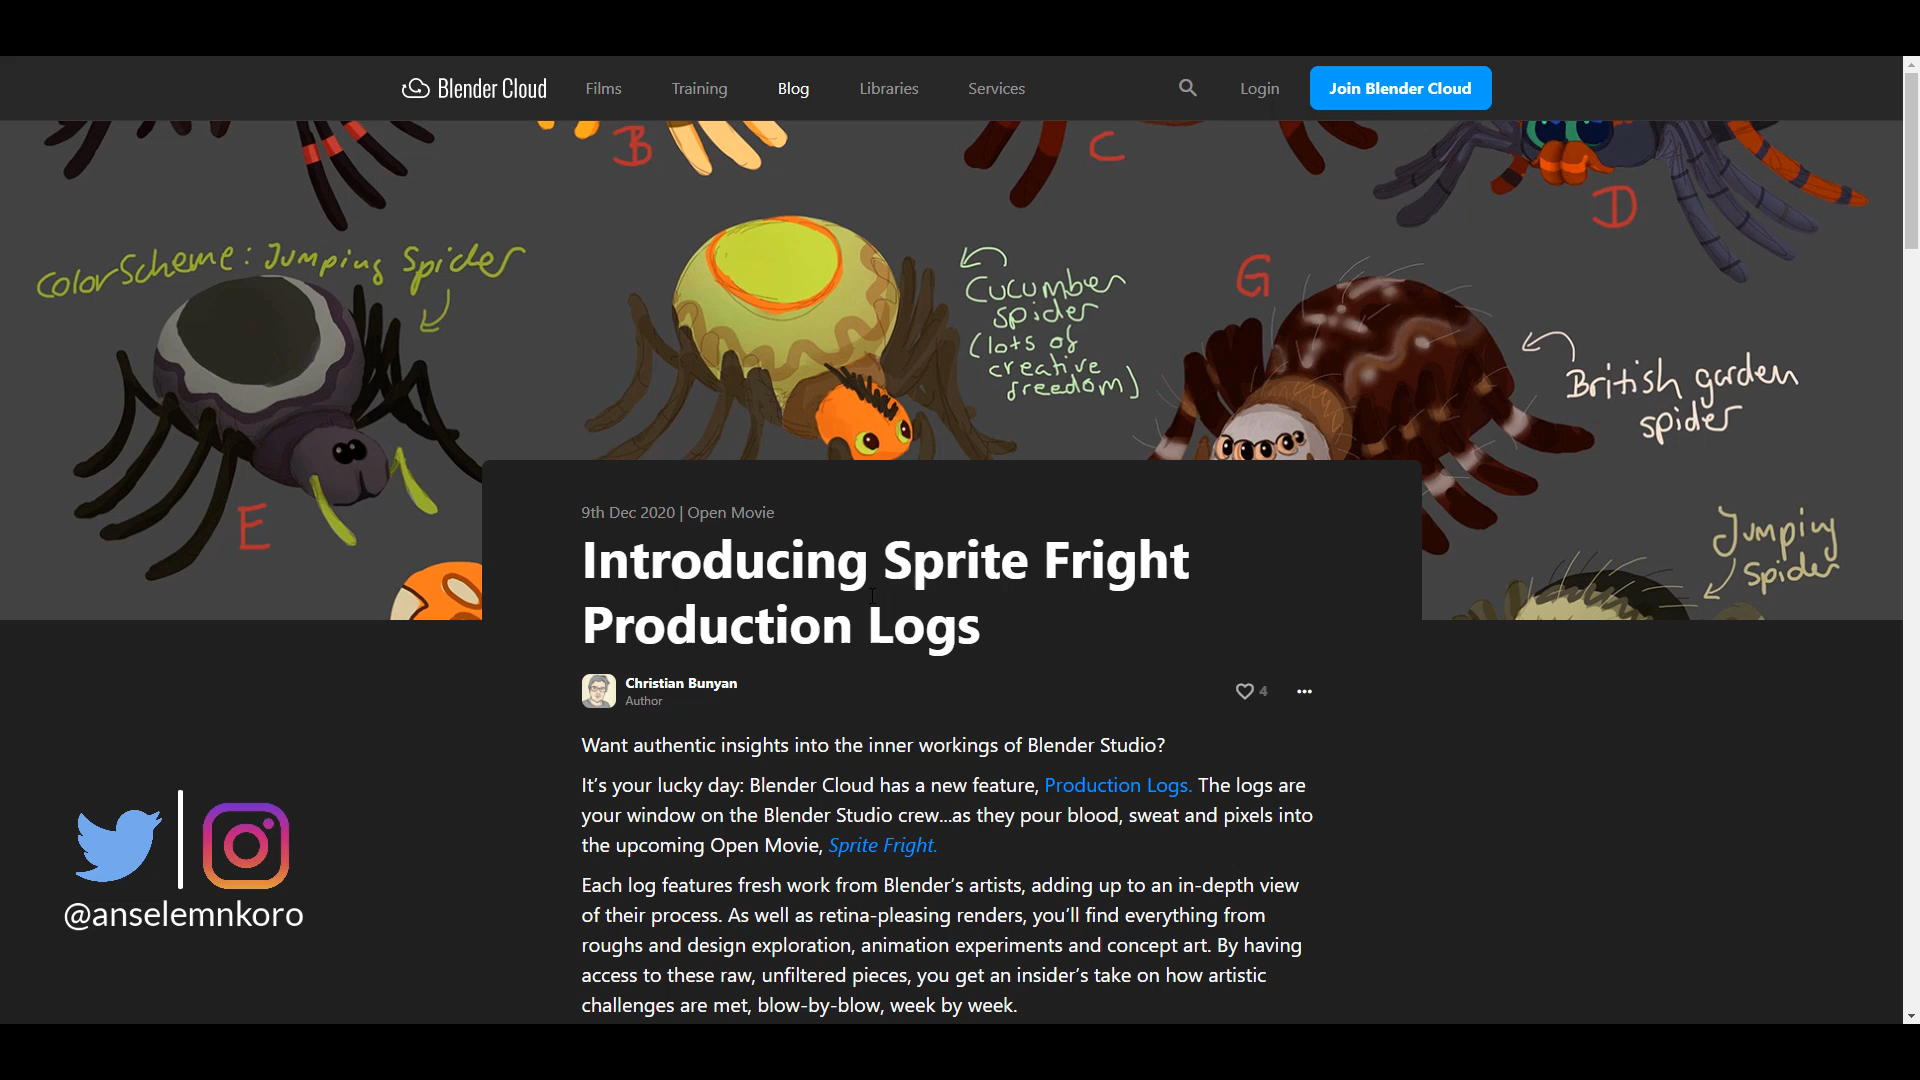 Blender Cloud
Films
Training
Blog
Libraries
Services
Login
Join Blender Cloud
B
C
D
ColorScheme: Jumping Spider
Cucumber
spider
(lots of
creative
freedom)
G
British garden
spider
E
Jumping
Spider
9th Dec 2020 | Open Movie
Introducing Sprite Fright
Production Logs
Christian Bunyan
Author
4
Want authentic insights into the inner workings of Blender Studio?
It's your lucky day: Blender Cloud has a new feature, Production Logs. The logs are
your window on the Blender Studio crew...as they pour blood, sweat and pixels into
the upcoming Open Movie, Sprite Fright.
Each log features fresh work from Blender's artists, adding up to an in-depth view
of their process. As well as retina-pleasing renders, you'll find everything from
roughs and design exploration, animation experiments and concept art. By having
access to these raw, unfiltered pieces, you get an insider's take on how artistic
challenges are met, blow-by-blow, week by week.
@anselemnkoro